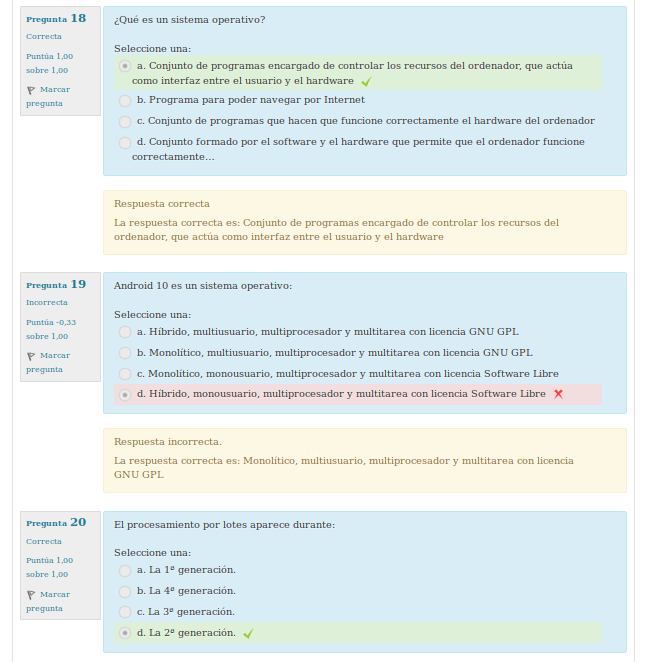 Pregunta 18
Correcta
Puntúa 1,00
sobre 1,00
Marcar
pregunta
¿Qué es un sistema operativo?
Seleccione una:
a. Conjunto de programas encargado de controlar los recursos del ordenador, que actúa
como interfaz entre el usuario y el hardware
b. Programa para poder navegar por Internet
c. Conjunto de programas que hacen que funcione correctamente el hardware del ordenador
d. Conjunto formado por el software y el hardware que permite que el ordenador funcione
correctamente...
Respuesta correcta
La respuesta correcta es: Conjunto de programas encargado de controlar los recursos del
ordenador, que actúa como interfaz entre el usuario y el hardware
Pregunta 19
Incorrecta
Puntúa -0,33
sobre 1,00
Marcar
pregunta
Android 10 es un sistema operativo:
Seleccione una:
a. Híbrido, multiusuario, multiprocesador y multitarea con licencia GNU GPL
b. Monolítico, multiusuario, multiprocesador y multitarea con licencia GNU GPL
c. Monolítico, monousuario, multiprocesador y multitarea con licencia Software Libre
d. Híbrido, monousuario, multiprocesador y multitarea con licencia Software Libre
Respuesta incorrecta.
La respuesta correcta es: Monolítico, multiusuario, multiprocesador y multitarea con licencia
GNU GPL
Pregunta 20
Correcta
Puntúa 1,00
sobre 1,00
Marcar
pregunta
El procesamiento por lotes aparece durante:
Seleccione una:
a. La 1ª generación.
b. La 4ª generación.
c. La 3ª generación.
d. La 2ª generación.